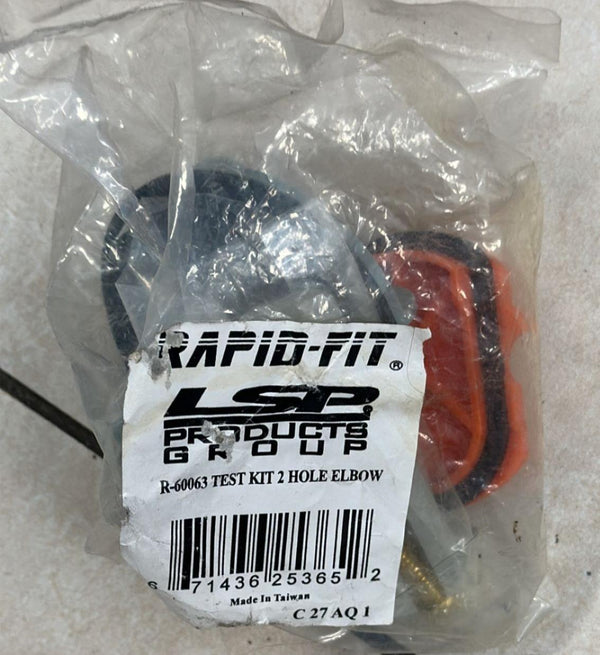 RAPID-FIT®
LSP®
PRODUCTS
GROUP
R-60063 TEST KIT 2 HOLE ELBOW
6 71436 25365 2
Made In Taiwan
C 27 AQ 1